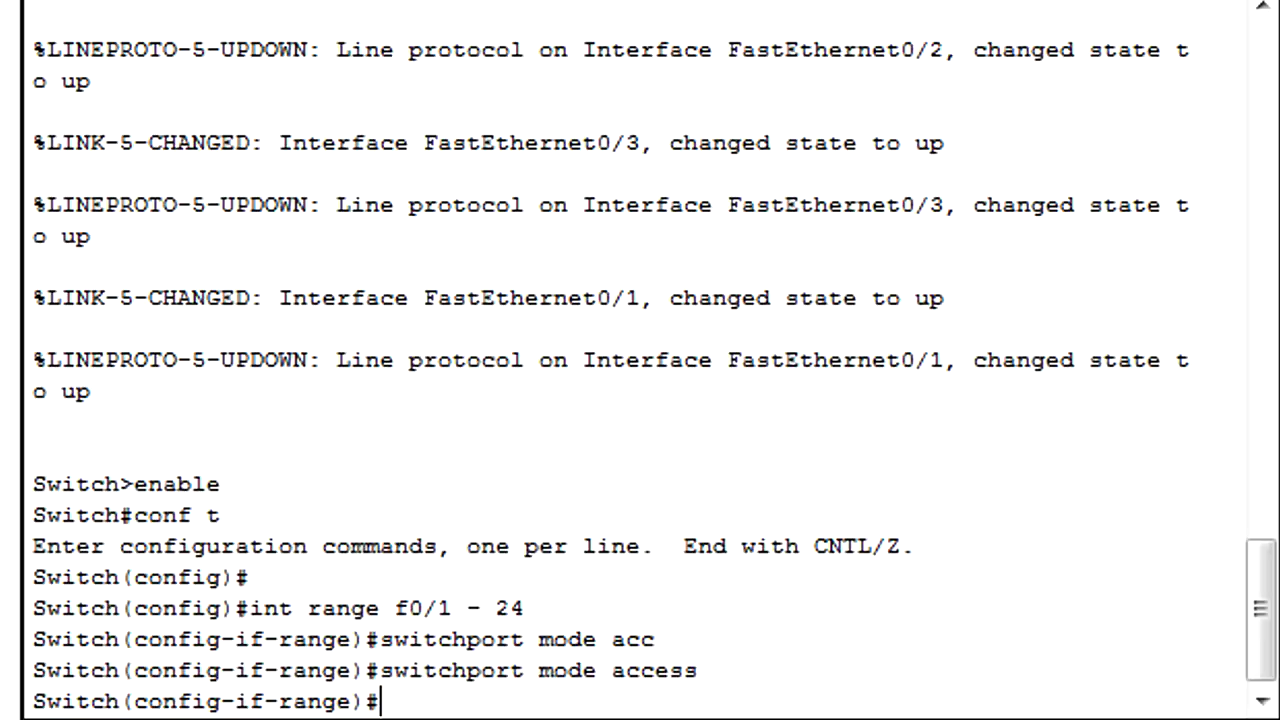 %LINEPROTO-5-UPDOWN: Line protocol on Interface FastEthernet0/2, changed state t
o up
%LINK-5-CHANGED: Interface FastEthernet0/3, changed state to up
%LINEPROTO-5-UPDOWN: Line protocol on Interface FastEthernet0/3, changed state t
o up
%LINK-5-CHANGED: Interface FastEthernet0/1, changed state to up
%LINEPROTO-5-UPDOWN: Line protocol on Interface FastEthernet0/1, changed state t
o up
Switch>enable
Switch#conf t
Enter configuration commands, one per line.  End with CNTL/Z.
Switch(config)#
Switch(config)#int range f0/1 - 24
Switch(config-if-range)#switchport mode acc
Switch(config-if-range)#switchport mode access
Switch(config-if-range)#